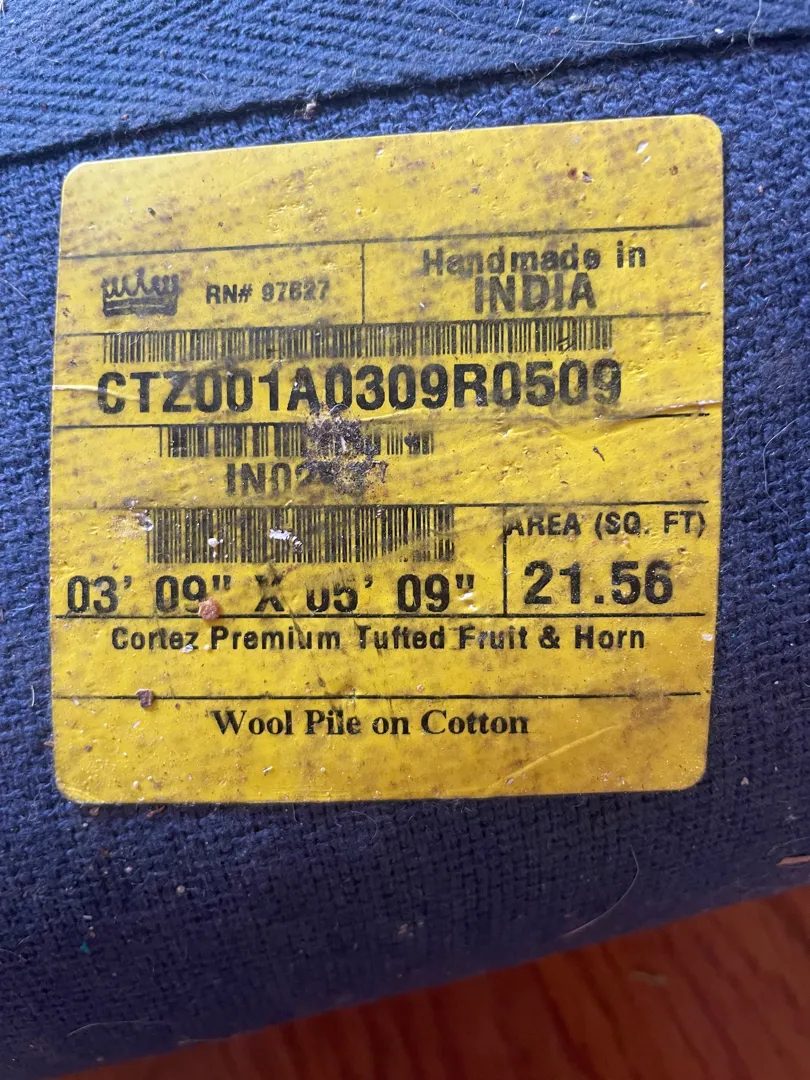 RN# 97627
Handmade in
INDIA
CTZ001A0309R0509
03' 09" X 05' 09"
AREA (SQ. FT)
21.56
Cortez Premium Tufted Fruit & Horn
Wool Pile on Cotton